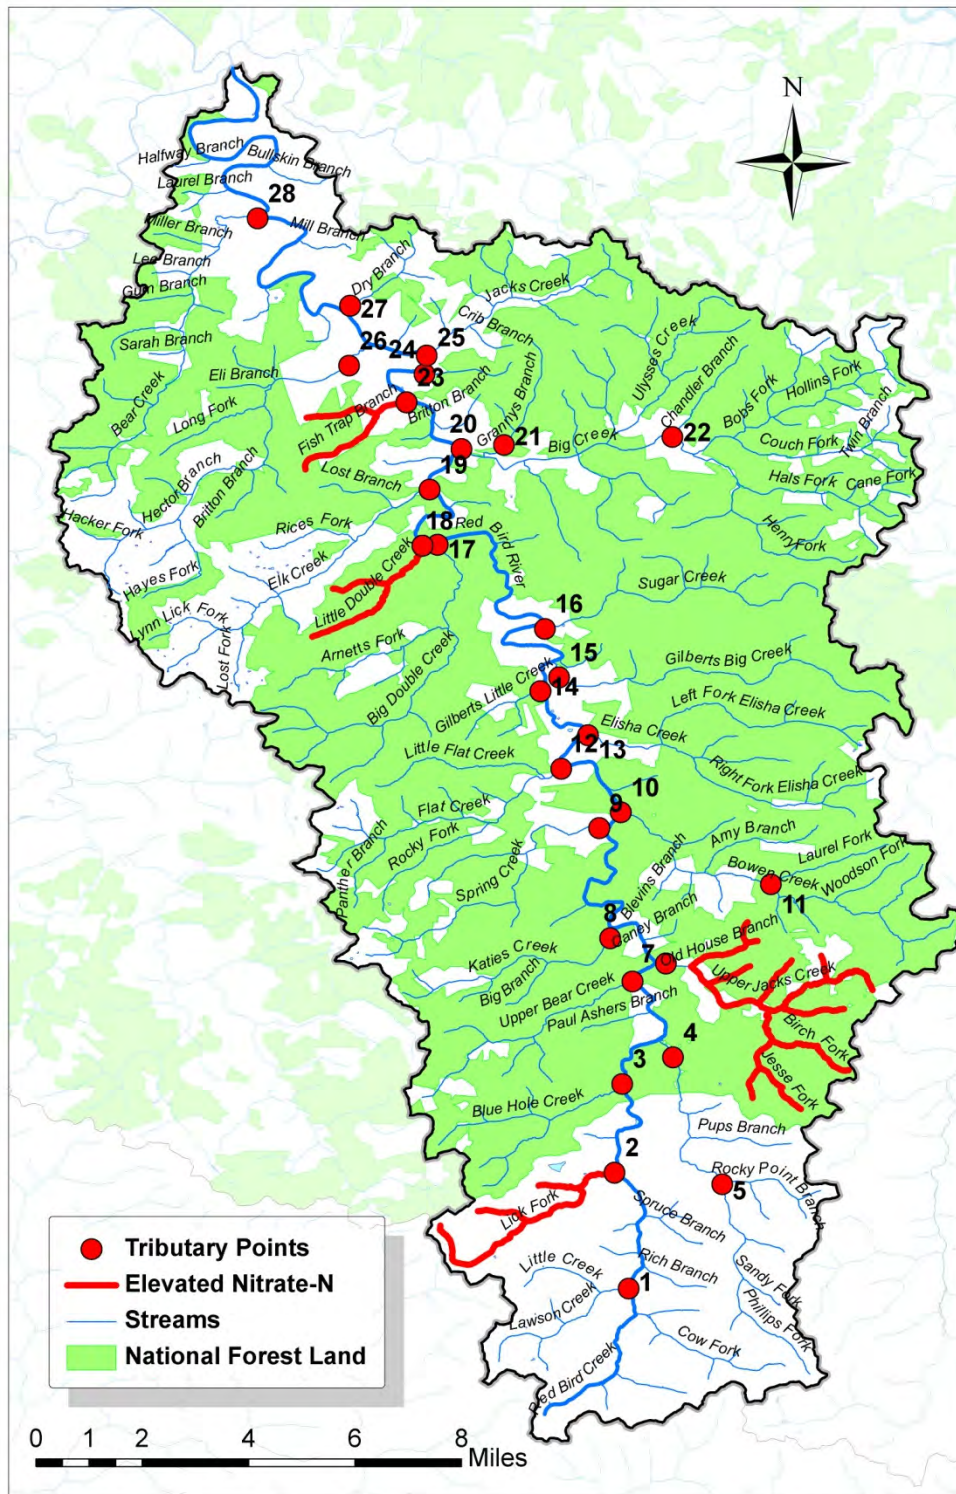 N
Halfway Branch
Bullskin Branch
Laurel Branch
28
Miller Branch
Mill Branch
Lee Branch
Gum Branch
Dry Branch
27
Jacks Creek
Crib Branch
Sarah Branch
26
24
25
Eli Branch
23
Ulysses Creek
Chandler Branch
Bear Creek
Long Fork
Fish Trap Branch
Britton Branch
Grannys Branch
Bobs Fork
Hollins Fork
Twin Branch
20
21
Big Creek
22
Couch Fork
Hector Branch
Britton Branch
Lost Branch
19
Hals Fork
Cane Fork
Hacker Fork
Rices Fork
18
Red
Bird
River
Henry Fork
17
Hayes Fork
Elk Creek
Little Double Creek
Sugar Creek
Lynn Lick Fork
Lost Fork
16
Arnetts Fork
Big Double Creek
15
Gilberts Big Creek
Gilberts Little Creek
14
Left Fork Elisha Creek
Elisha Creek
Little Flat Creek
12
13
Right Fork Elisha Creek
Flat Creek
10
9
Rocky Fork
Panther Branch
Amy Branch
Laurel Fork
Spring Creek
Blevins Branch
Bowen Creek
Woodson Fork
11
8
Caney Branch
Katies Creek
7
Old House Branch
Big Branch
Upper Bear Creek
Upper Jacks Creek
Paul Ashers Branch
Birch Fork
4
3
Jesse Fork
Blue Hole Creek
Pups Branch
2
Rocky Point Branch
5
Lick Fork
Spruce Branch
Little Creek
Rich Branch
Sandy Fork
1
Lawson Creek
Phillips Fork
Cow Fork
Red Bird Creek
Tributary Points
Elevated Nitrate-N
Streams
National Forest Land
0 1 2 4 6 8
Miles